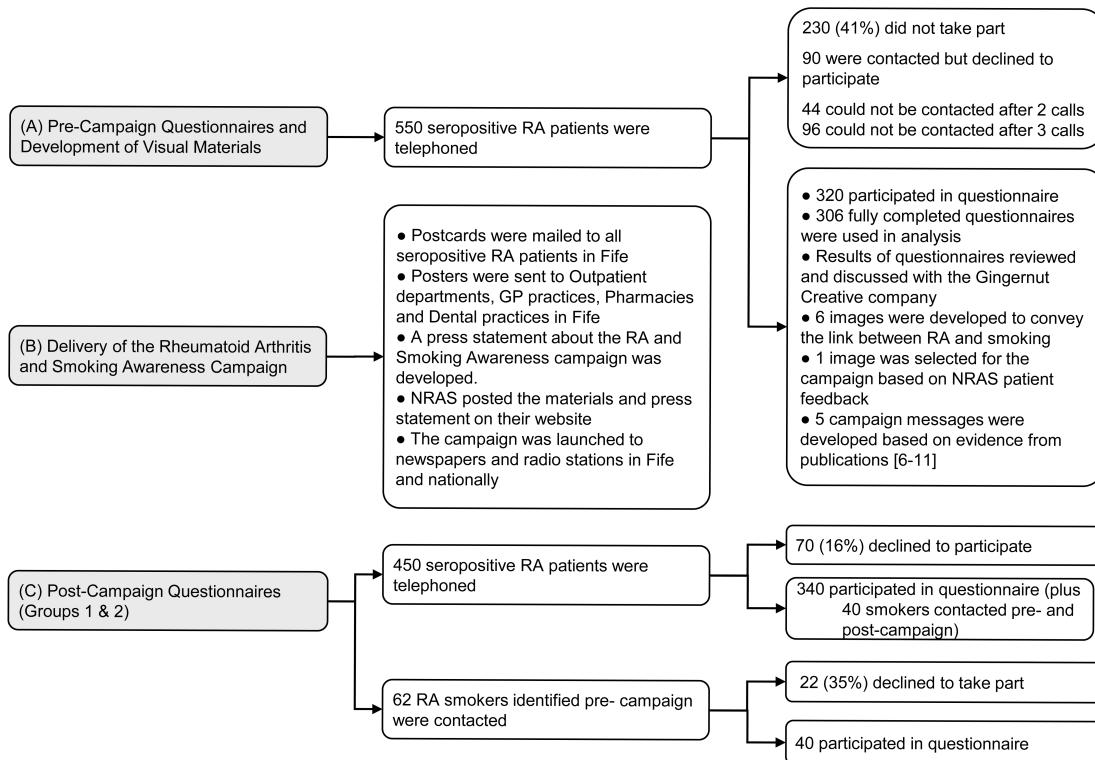 (A) Pre-Campaign Questionnaires and
Development of Visual Materials
550 seropositive RA patients were
telephoned
230 (41%) did not take part
90 were contacted but declined to
participate
44 could not be contacted after 2 calls
96 could not be contacted after 3 calls
● 320 participated in questionnaire
● 306 fully completed questionnaires
were used in analysis
● Results of questionnaires reviewed
and discussed with the Gingernut
Creative company
● 6 images were developed to convey
the link between RA and smoking
● 1 image was selected for the
campaign based on NRAS patient
feedback
● 5 campaign messages were
developed based on evidence from
publications [6-11]
(B) Delivery of the Rheumatoid Arthritis
and Smoking Awareness Campaign
● Postcards were mailed to all
seropositive RA patients in Fife
● Posters were sent to Outpatient
departments, GP practices, Pharmacies
and Dental practices in Fife
● A press statement about the RA and
Smoking Awareness campaign was
developed.
● NRAS posted the materials and press
statement on their website
● The campaign was launched to
newspapers and radio stations in Fife
and nationally
(C) Post-Campaign Questionnaires
(Groups 1 & 2)
450 seropositive RA patients were
telephoned
70 (16%) declined to participate
340 participated in questionnaire (plus
40 smokers contacted pre- and
post-campaign)
62 RA smokers identified pre- campaign
were contacted
22 (35%) declined to take part
40 participated in questionnaire